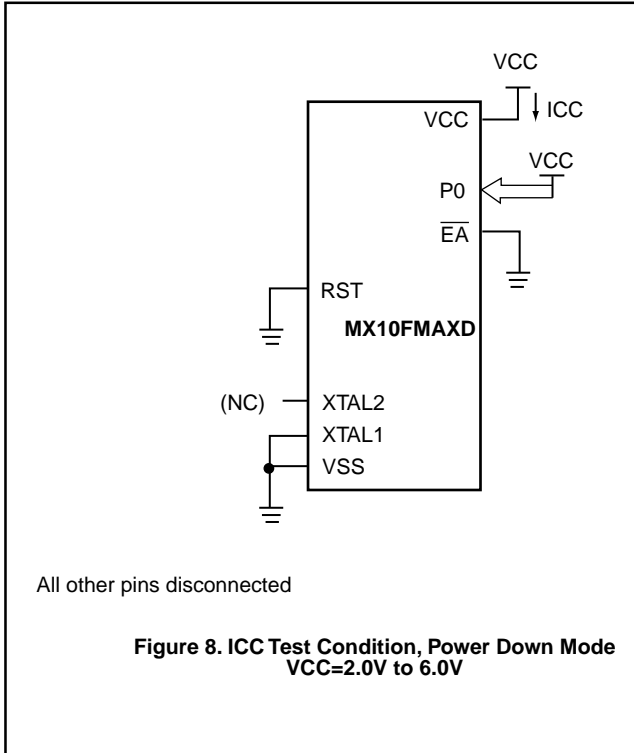 VCC
VCC
ICC
VCC
P0
EA
RST
MX10FMAXD
(NC)
XTAL2
XTAL1
VSS
All other pins disconnected
Figure 8. ICC Test Condition, Power Down Mode
VCC=2.0V to 6.0V